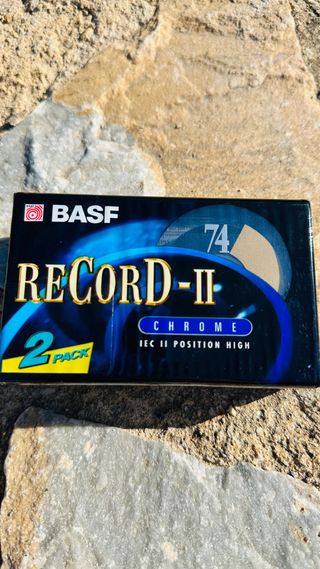 BASF
74
RECORD-II
CHROME
IEC II POSITION HIGH
2 PACK